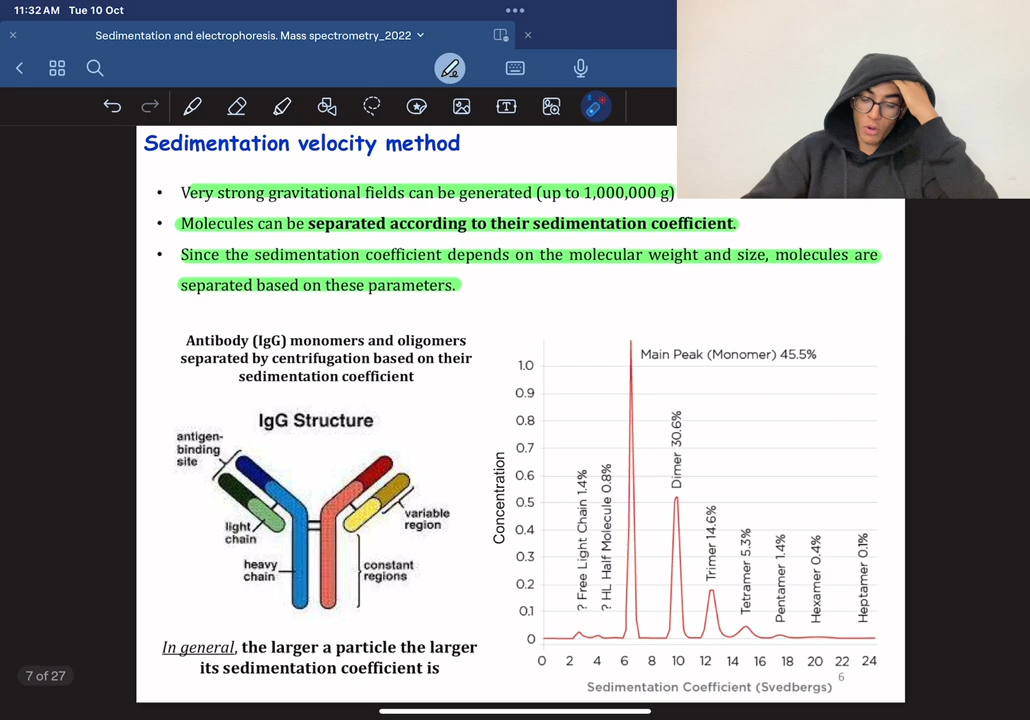 11:32 AM Tue 10 Oct
Sedimentation and electrophoresis. Mass spectrometry_2022
Sedimentation velocity method
• Very strong gravitational fields can be generated (up to 1,000,000 g)
• Molecules can be separated according to their sedimentation coefficient.
• Since the sedimentation coefficient depends on the molecular weight and size, molecules are
separated based on these parameters.
Antibody (IgG) monomers and oligomers
separated by centrifugation based on their
sedimentation coefficient
IgG Structure
antigen-
binding
site
light
chain
heavy
chain
variable
region
constant
regions
In general, the larger a particle the larger
its sedimentation coefficient is
Main Peak (Monomer) 45.5%
1.0
0.9
0.8
0.7
0.6
0.5
0.4
0.3
0.2
0.1
0
Concentration
? Free Light Chain 1.4%
? HL Half Molecule 0.8%
Dimer 30.6%
Trimer 14.6%
Tetramer 5.3%
Pentamer 1.4%
Hexamer 0.4%
Heptamer 0.1%
0 2 4 6 8 10 12 14 16 18 20 22 24
Sedimentation Coefficient (Svedbergs)
6
7 of 27